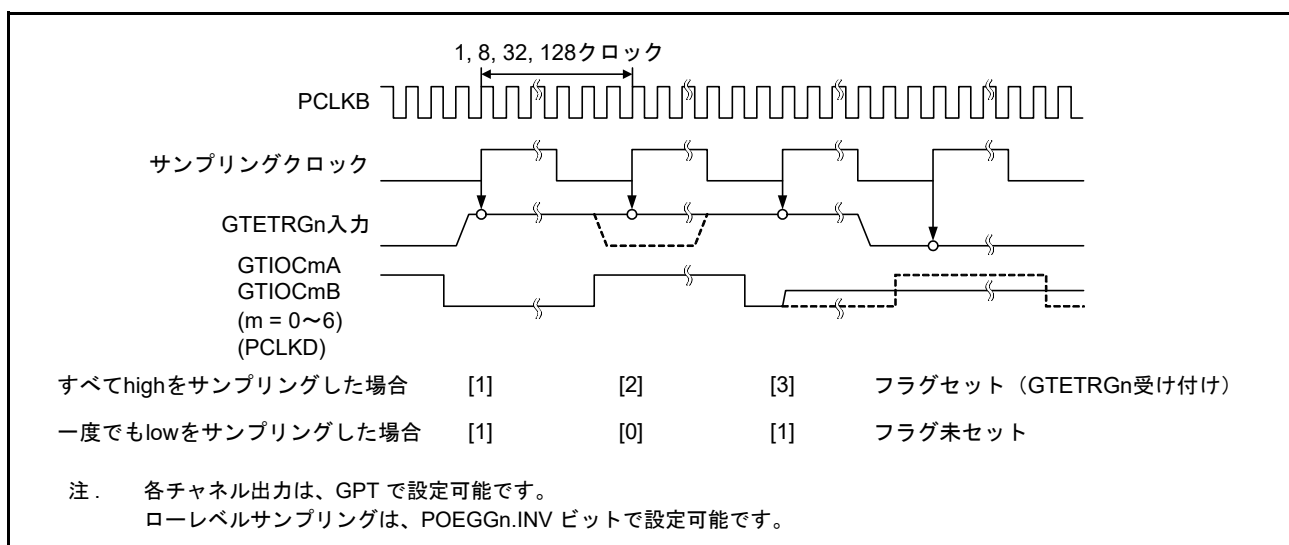 1, 8, 32, 128クロック
PCLKB
サンプリングクロック
GTETRGn入力
GTIOCmA
GTIOCmB
(m = 0～6)
(PCLKD)
すべてhighをサンプリングした場合 [1] [2] [3] フラグセット（GTETRGn受け付け）
一度でもlowをサンプリングした場合 [1] [0] [1] フラグ未セット
注 . 各チャネル出力は、GPT で設定可能です。
ローレベルサンプリングは、POEGGn.INV ビットで設定可能です。